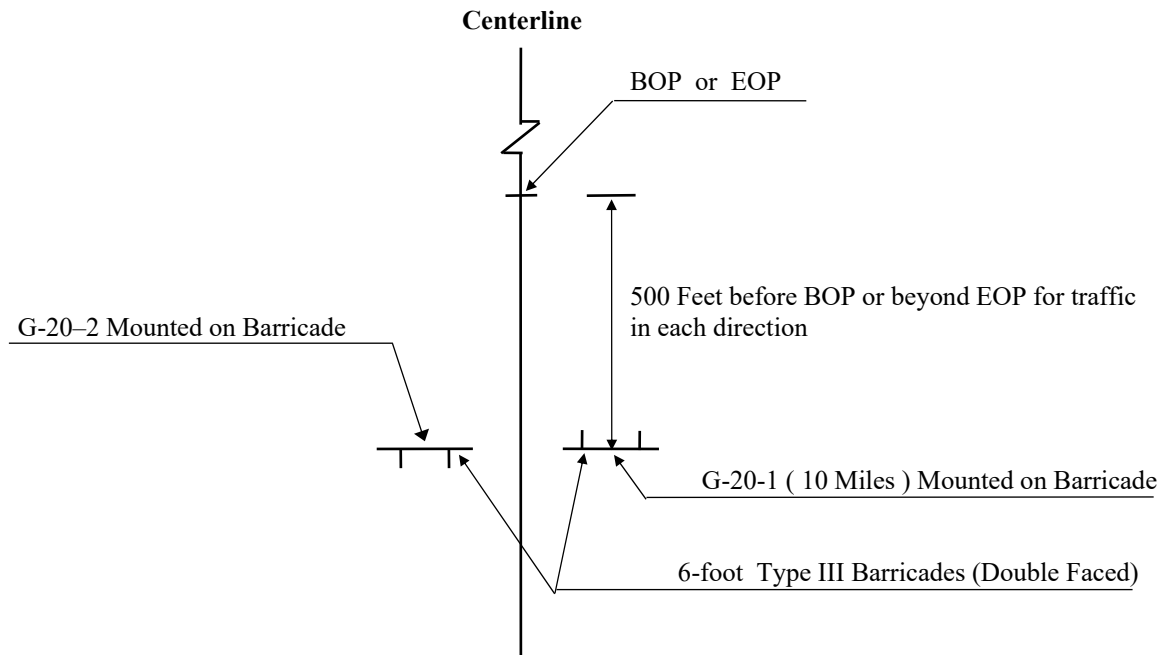 Centerline
BOP or EOP
500 Feet before BOP or beyond EOP for traffic
in each direction
G-20–2 Mounted on Barricade
G-20-1 ( 10 Miles ) Mounted on Barricade
6-foot Type III Barricades (Double Faced)